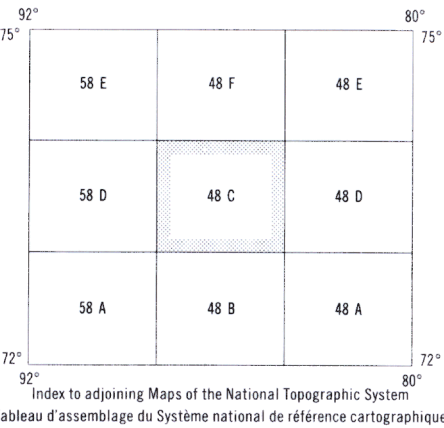 92° 80°
75° 75°
58 E 48 F 48 E
58 D 48 C 48 D
58 A 48 B 48 A
72° 72°
92° 80°
Index to adjoining Maps of the National Topographic System
ableau d'assemblage du Système national de référence cartographique